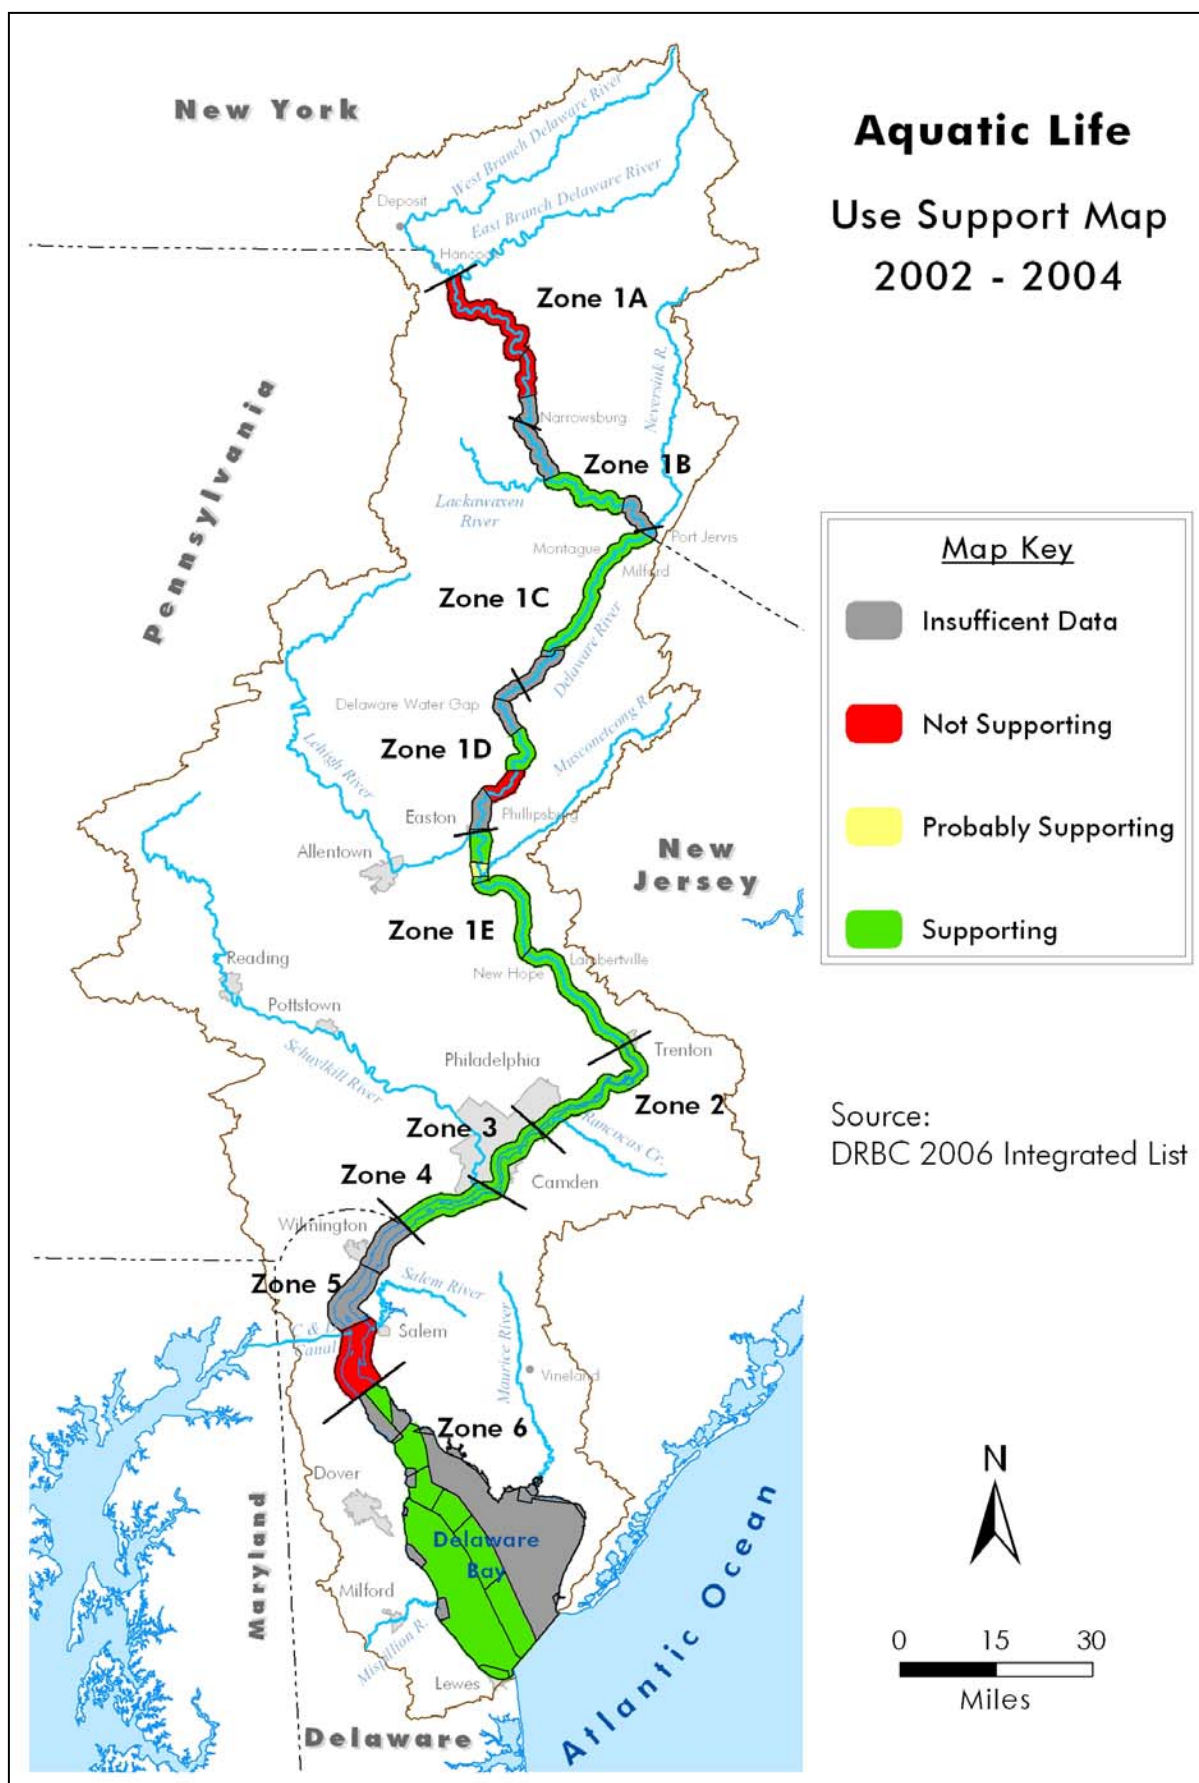 Aquatic Life
Use Support Map
2002 - 2004
New York
West Branch Delaware River
East Branch Delaware River
Deposit
Hancock
Zone 1A
Neversink R.
Narrowsburg
Pennsylvania
Zone 1B
Lackawaxen
River
Port Jervis
Montague
Milford
Zone 1C
Delaware River
Delaware Water Gap
Musconetcong R.
Lehigh River
Zone 1D
Easton
Phillipsburg
Allentown
New
Jersey
Zone 1E
Lambertville
New Hope
Reading
Pottstown
Schuylkill River
Philadelphia
Trenton
Zone 2
Zone 3
Rancocas Cr.
Zone 4
Camden
Wilmington
Zone 5
Salem River
C & D
Canal
Salem
Maurice River
Vineland
Zone 6
Dover
Delaware
Bay
Maryland
Milford
Mispillion R.
Lewes
Delaware
Atlantic Ocean
Map Key
Insufficent Data
Not Supporting
Probably Supporting
Supporting
Source:
DRBC 2006 Integrated List
N
0 15 30
Miles